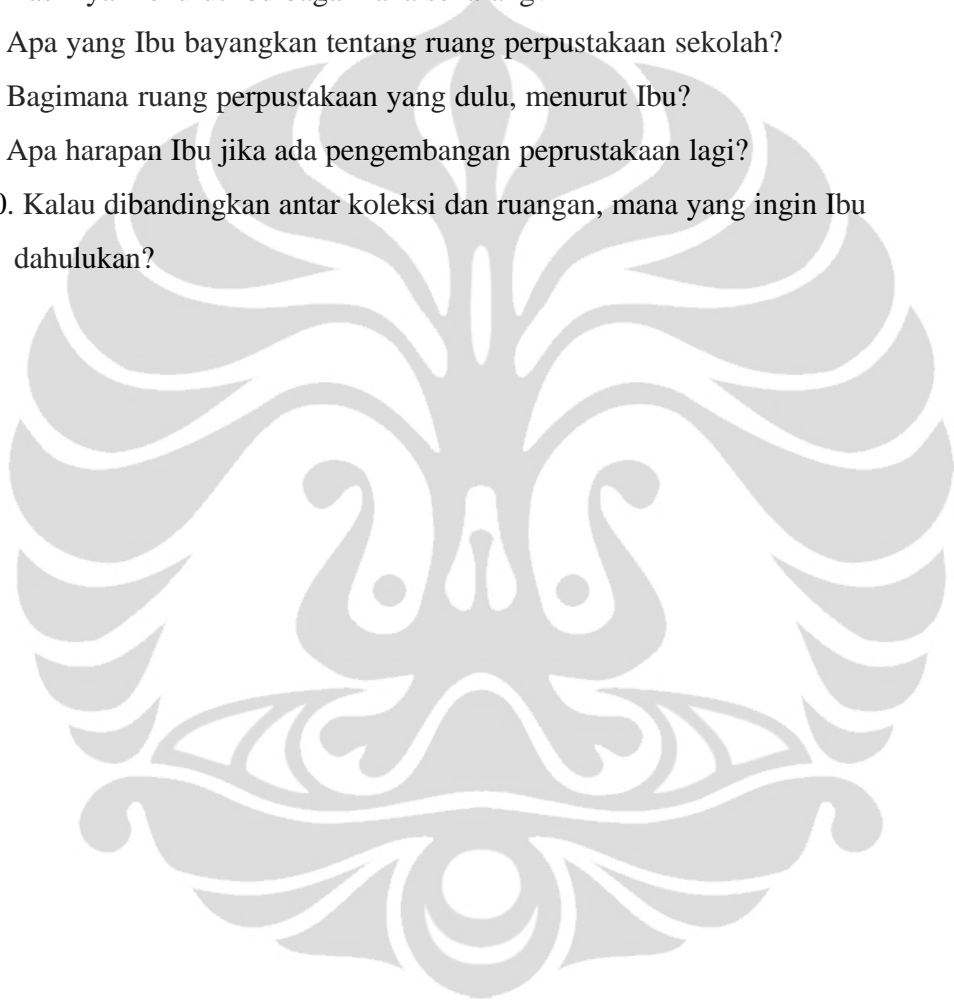 Apa yang Ibu bayangkan tentang ruang perpustakaan sekolah?
Bagimana ruang perpustakaan yang dulu, menurut Ibu?
Apa harapan Ibu jika ada pengembangan peprustakaan lagi?
0. Kalau dibandingkan antar koleksi dan ruangan, mana yang ingin Ibu
dahulukan?